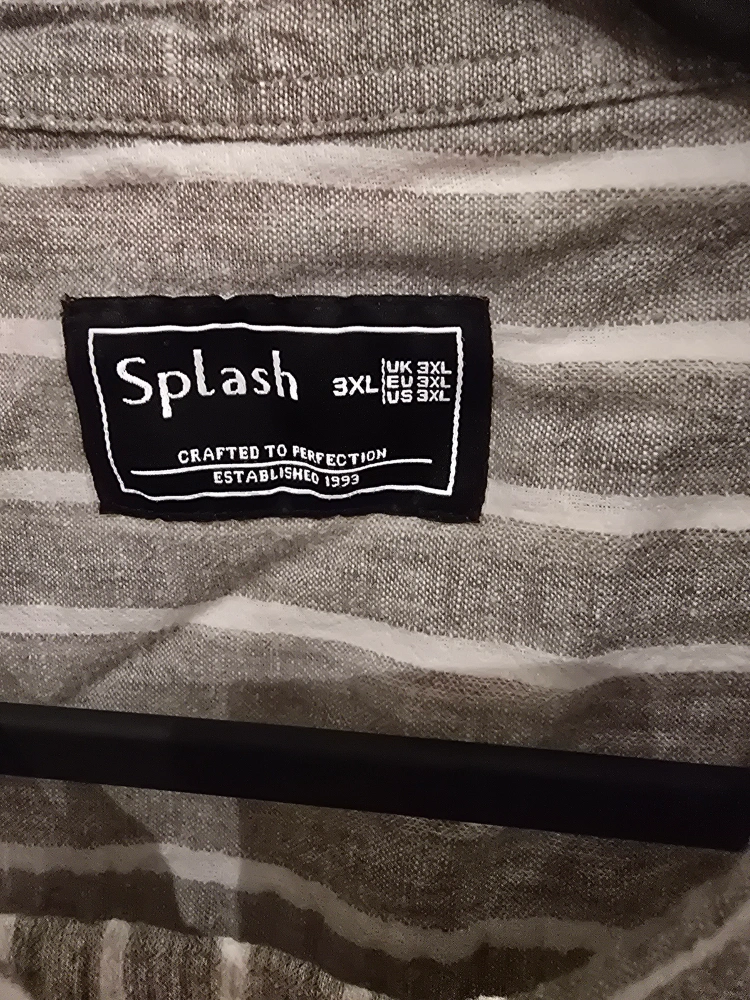 Splash
3XL
UK 3XL
EU 3XL
US 3XL
CRAFTED TO PERFECTION
ESTABLISHED 1993